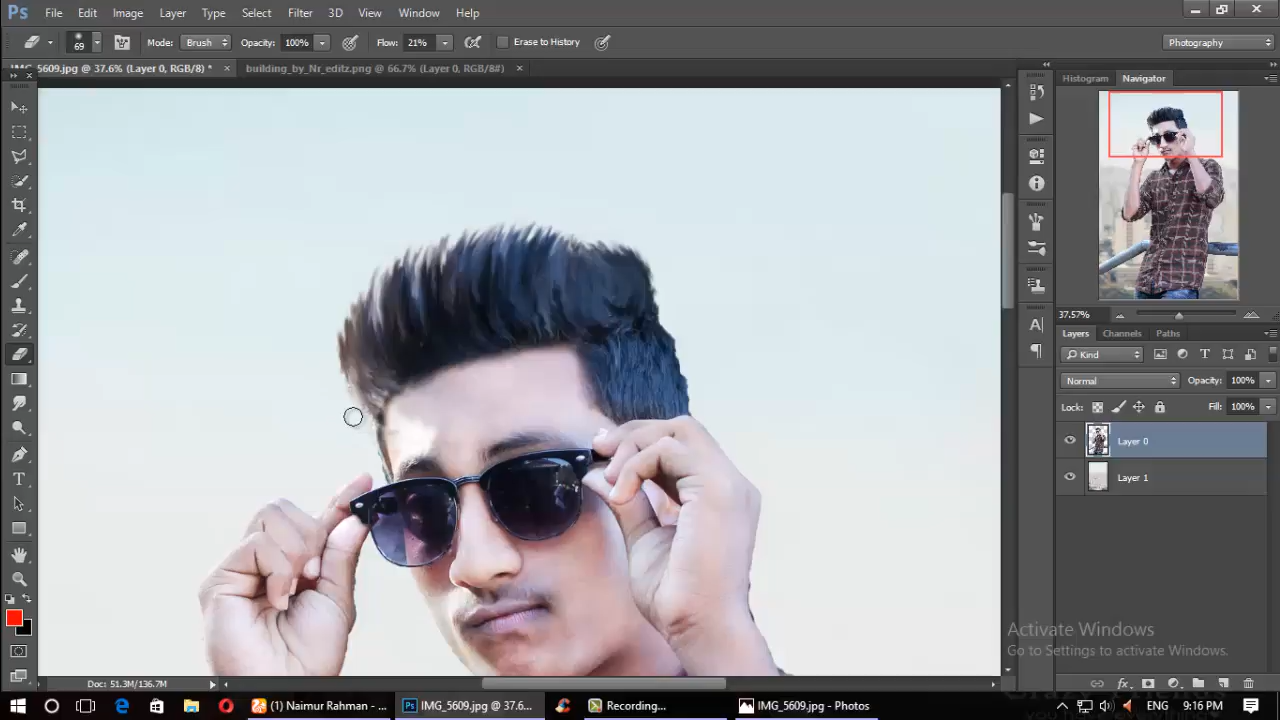 Ps File Edit Image Layer Type Select Filter 3D View Window Help
69 Mode: Brush Opacity: 100% Flow: 21% Erase to History Photography
IMG_5609.jpg @ 37.6% (Layer 0, RGB/8) * × building_by_Nr_editz.png @ 66.7% (Layer 0, RGB/8#) ×
Histogram Navigator
37.57%
Layers Channels Paths
Kind
Normal Opacity: 100%
Lock: Fill: 100%
Layer 0
Layer 1
A
T
Activate Windows
Go to Settings to activate Windows.
Doc: 51.3M/136.7M
fx
(1) Naimur Rahman - ... IMG_5609.jpg @ 37.6... Recording... IMG_5609.jpg - Photos ENG 9:16 PM